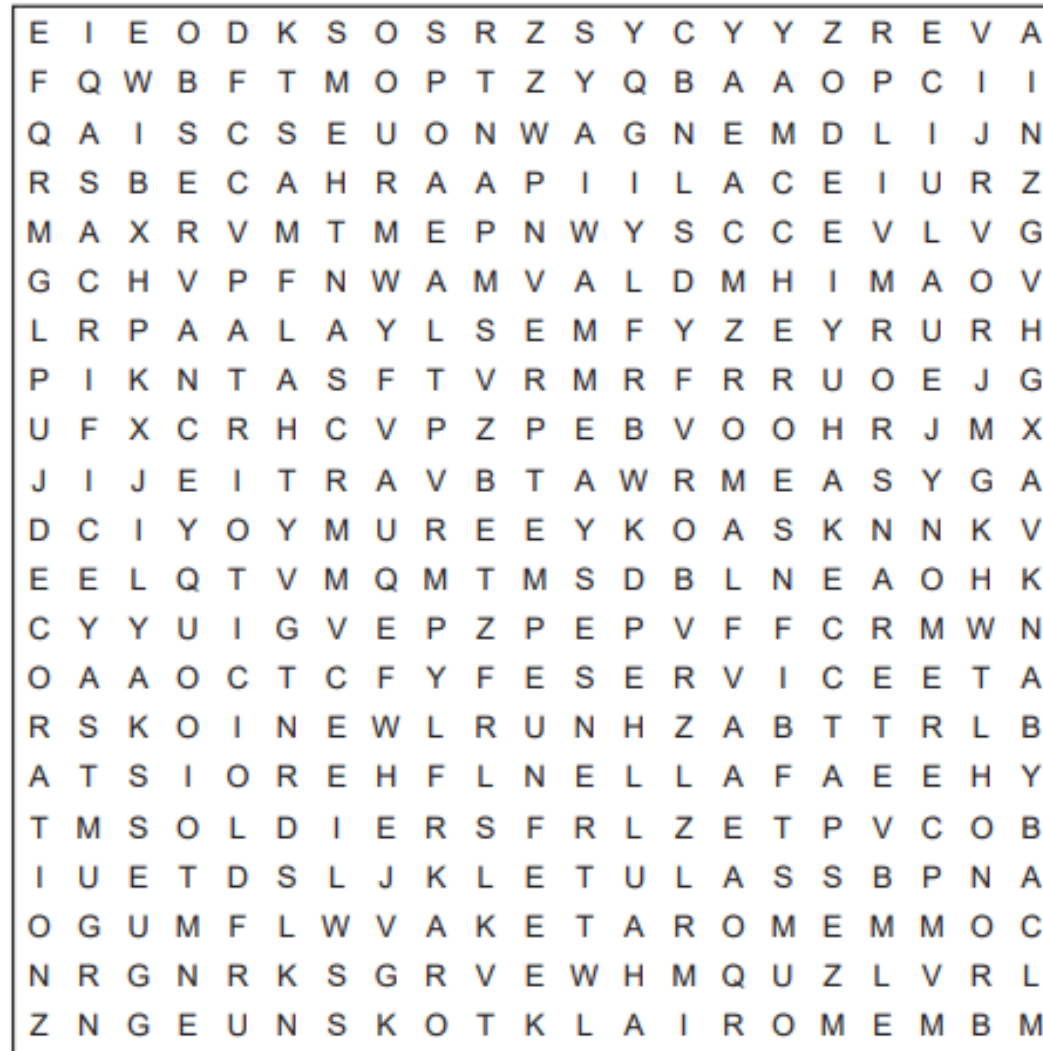 E I E O D K S O S R Z S Y C Y Y Z R E V A
F Q W B F T M O P T Z Y Q B A A O P C I I
Q A I S C S E U O N W A G N E M D L I J N
R S B E C A H R A A P I I L A C E I U R Z
M A X R V M T M E P N W Y S C C E V L V G
G C H V P F N W A M V A L D M H I M A O V
L R P A A L A Y L S E M F Y Z E Y R U R H
P I K N T A S F T V R M R F R R U O E J G
U F X C R H C V P Z P E B V O O H R J M X
J I J E I T R A V B T A W R M E A S Y G A
D C I Y O Y M U R E E Y K O A S K N N K V
E E L Q T V M Q M T M S D B L N E A O H K
C Y Y U I G V E P Z P E P V F F C R M W N
O A A O C T C F Y F E S E R V I C E E T A
R S K O I N E W L R U N H Z A B T T R L B
A T S I O R E H F L N E L L A F A E E H Y
T M S O L D I E R S F R L Z E T P V C O B
I U E T D S L J K L E T U L A S S B P N A
O G U M F L W V A K E T A R O M E M M O C
N R G N R K S G R V E W H M Q U Z L V R L
Z N G E U N S K O T K L A I R O M E M B M